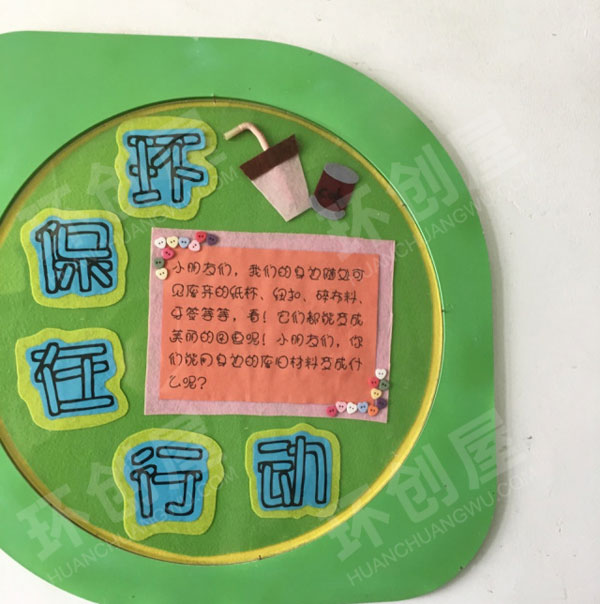 环
保
在
行
动
小朋友们，我们的身边随处可
见废弃的纸杯、纽扣、碎布料、
牙签等等，看！它们都能变成
美丽的图画呢！小朋友们，你
们能用身边的废旧材料变成什
么呢？
环创屋
HUANCHUANGWU.COM